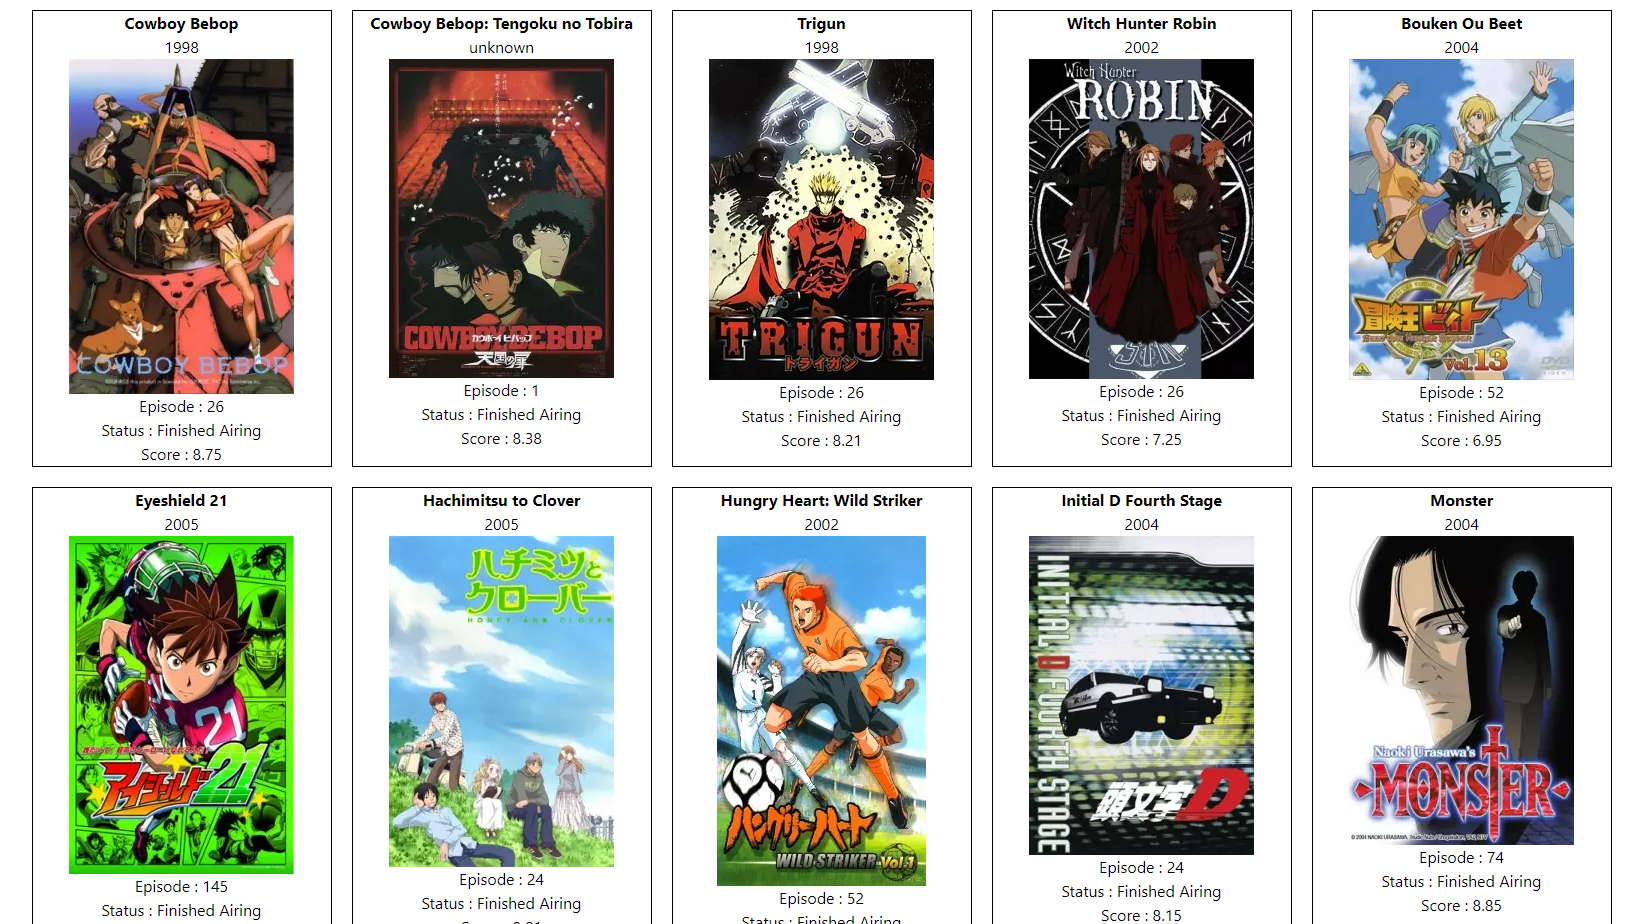 Cowboy Bebop
1998
COWBOY BEBOP
Episode : 26
Status : Finished Airing
Score : 8.75
Cowboy Bebop: Tengoku no Tobira
unknown
COWBOY BEBOP
カウボーイビバップ
天国の扉
Episode : 1
Status : Finished Airing
Score : 8.38
Trigun
1998
TRIGUN
トライガン
Episode : 26
Status : Finished Airing
Score : 8.21
Witch Hunter Robin
2002
Witch Hunter
ROBIN
Episode : 26
Status : Finished Airing
Score : 7.25
Bouken Ou Beet
2004
冒険王ビィト
Vol.13
DVD
VIDEO
Episode : 52
Status : Finished Airing
Score : 6.95
Eyeshield 21
2005
21
アイシールド21
Episode : 145
Status : Finished Airing
Hachimitsu to Clover
2005
ハチミツと
クローバー
HONEY AND CLOVER
Episode : 24
Status : Finished Airing
Hungry Heart: Wild Striker
2002
1
ハングリーハート
WILD STRIKER Vol.1
Episode : 52
Status : Finished Airing
Initial D Fourth Stage
2004
INITIAL D FOURTH STAGE
頭文字D
Episode : 24
Status : Finished Airing
Score : 8.15
Monster
2004
Naoki Urasawa's
MONSTER
Episode : 74
Status : Finished Airing
Score : 8.85